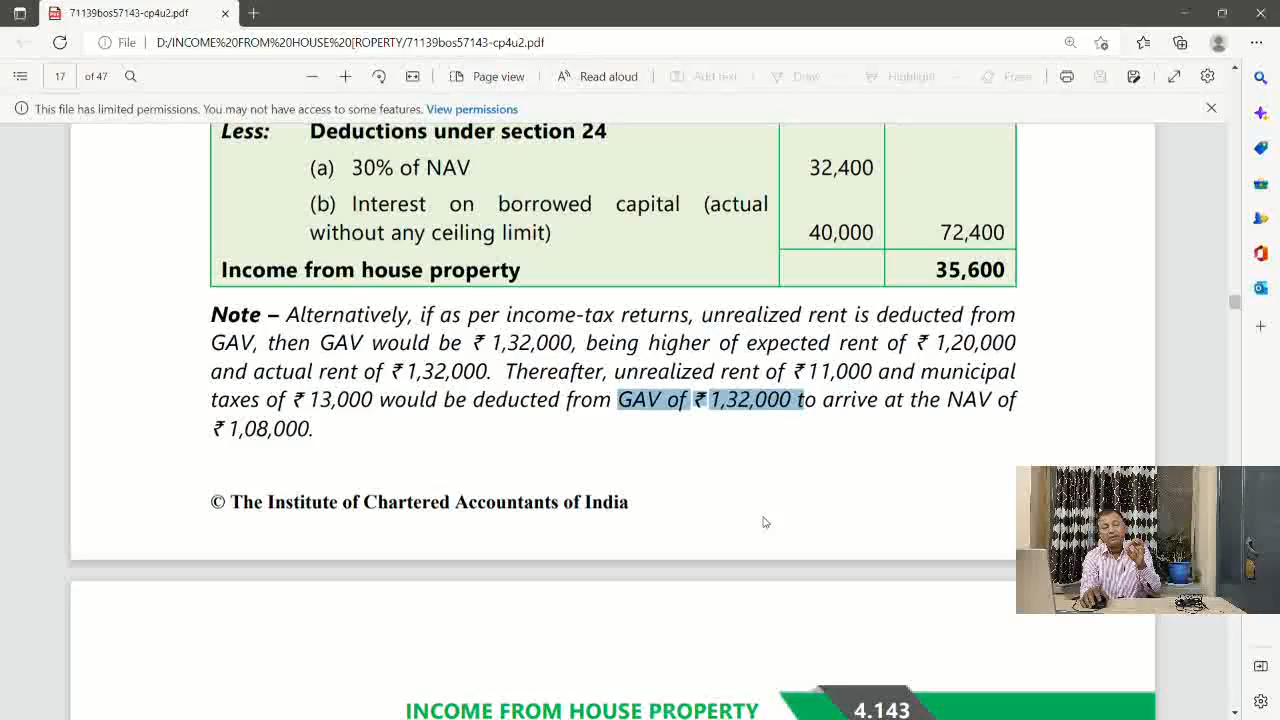 71139bos57143-cp4u2.pdf
File D:/INCOME%20FROM%20HOUSE%20[ROPERTY/71139bos57143-cp4u2.pdf
17 of 47 Page view Read aloud Add text Draw Highlight Erase
This file has limited permissions. You may not have access to some features. View permissions
Less: Deductions under section 24
(a) 30% of NAV 32,400
(b) Interest on borrowed capital (actual
without any ceiling limit) 40,000 72,400
Income from house property 35,600
Note – Alternatively, if as per income-tax returns, unrealized rent is deducted from
GAV, then GAV would be ₹ 1,32,000, being higher of expected rent of ₹ 1,20,000
and actual rent of ₹ 1,32,000. Thereafter, unrealized rent of ₹ 11,000 and municipal
taxes of ₹ 13,000 would be deducted from GAV of ₹ 1,32,000 to arrive at the NAV of
₹ 1,08,000.
© The Institute of Chartered Accountants of India
INCOME FROM HOUSE PROPERTY 4.143